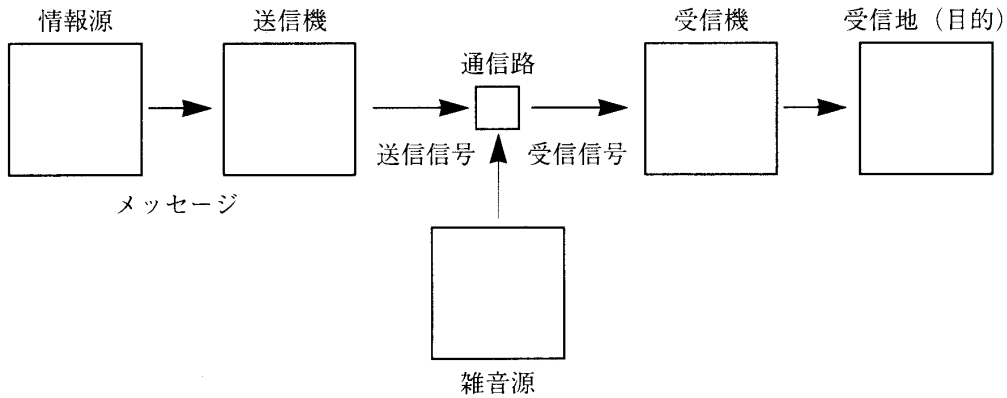 情報源
送信機
通信路
受信機
受信地（目的）
送信信号
受信信号
メッセージ
雑音源